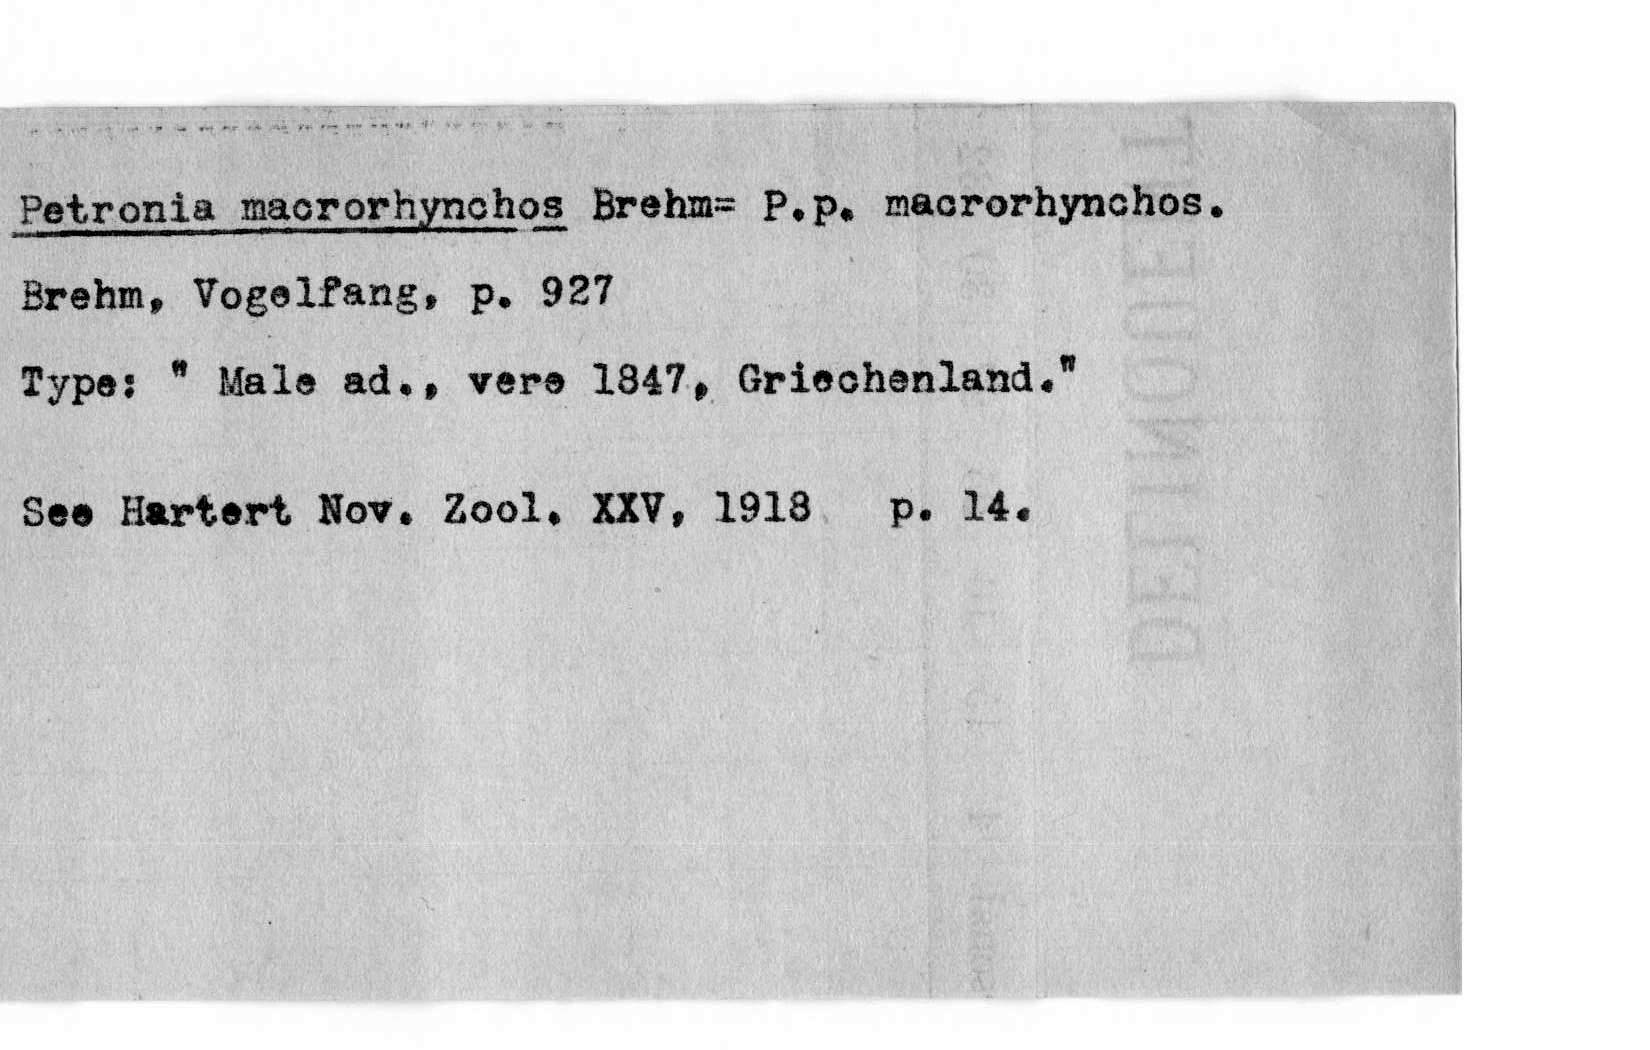 Petronia macrorhynchos Brehm= P.p. macrorhynchos.
Brehm, Vogelfang, p. 927
Type: " Male ad., vere 1847, Griechenland."
See Hartert Nov. Zool. XXV, 1918 p. 14.